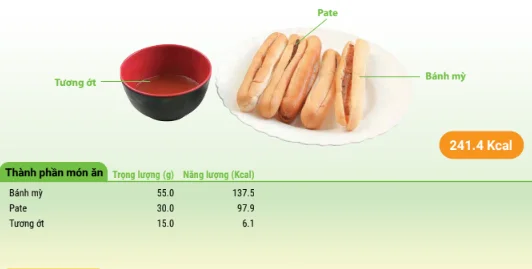 Pate
Tương ớt
Bánh mỳ
241.4 Kcal
Thành phần món ăn Trọng lượng (g) Năng lượng (Kcal)
Bánh mỳ 55.0 137.5
Pate 30.0 97.9
Tương ớt 15.0 6.1